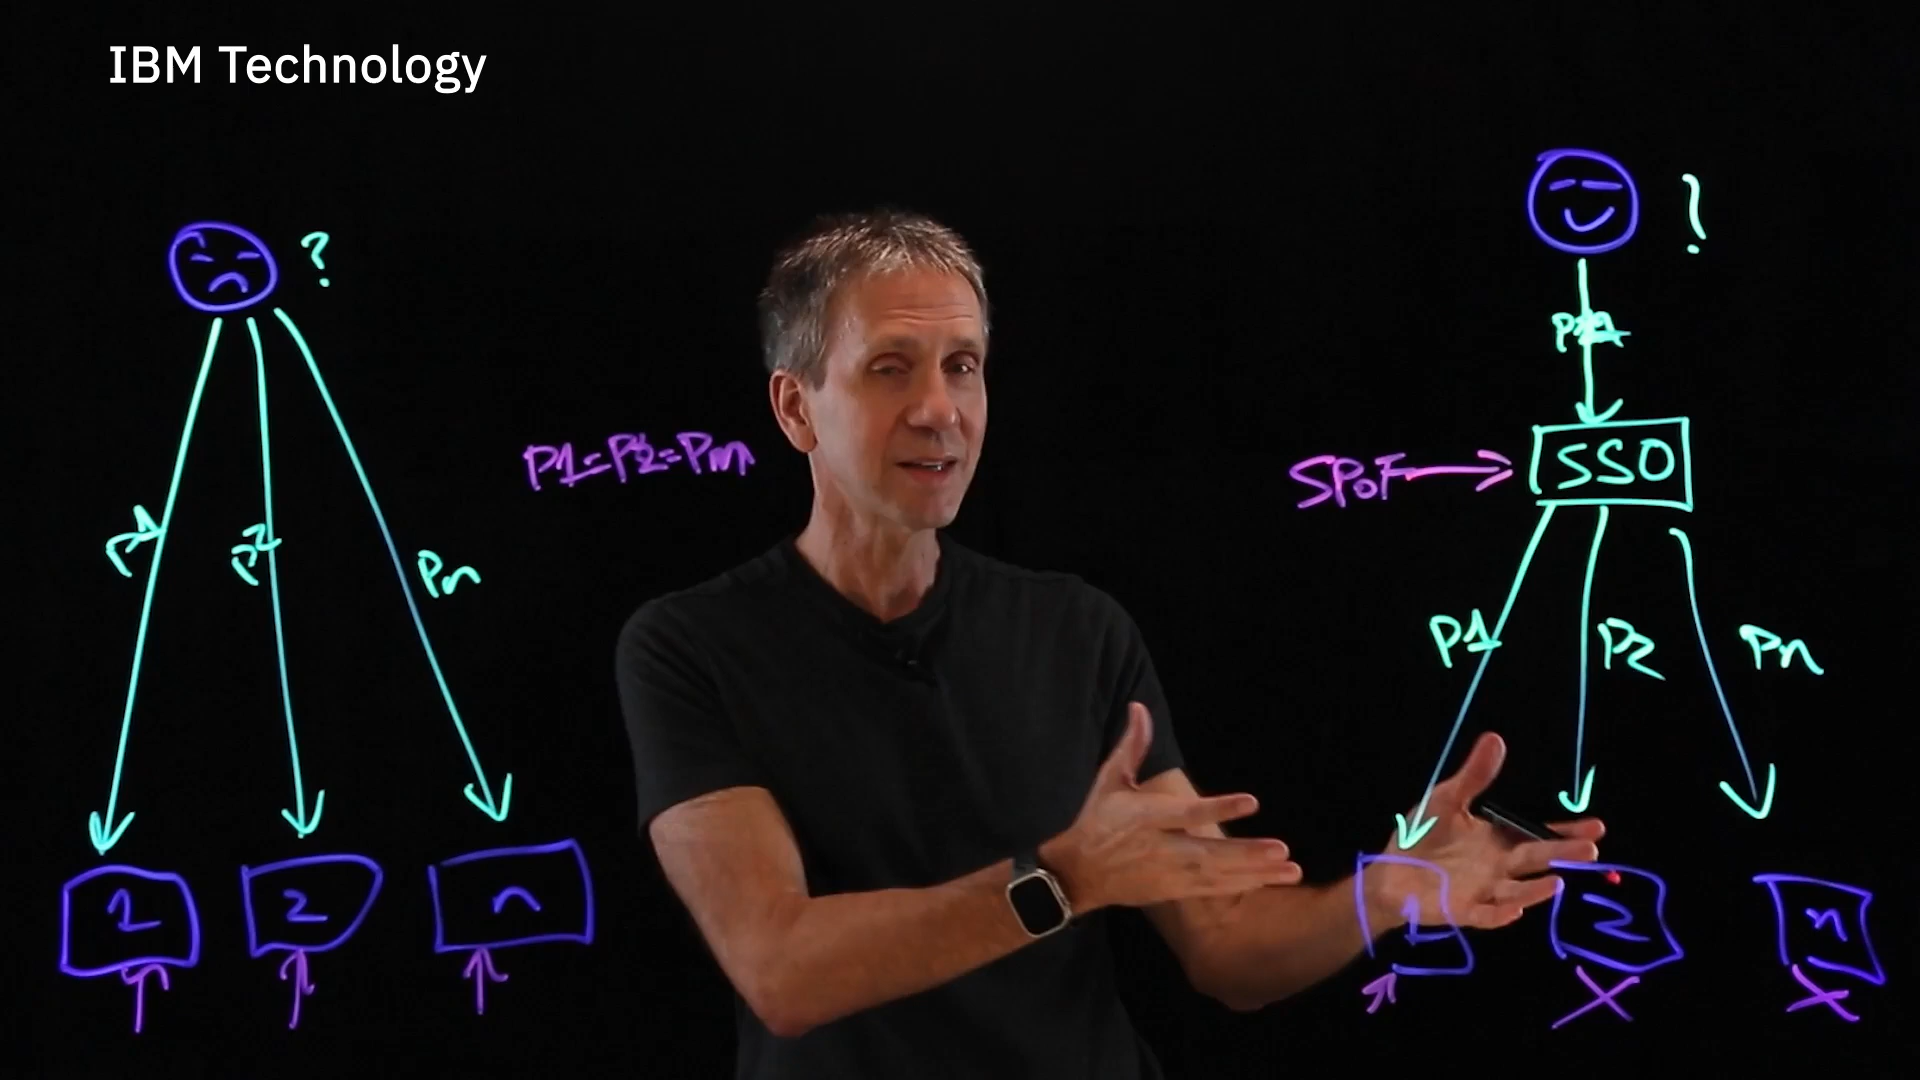 IBM Technology
?
!
P1=P2=Pn
SPoF
SSO
P1
P2
Pn
P1
P2
Pn
1
2
n
1
2
n